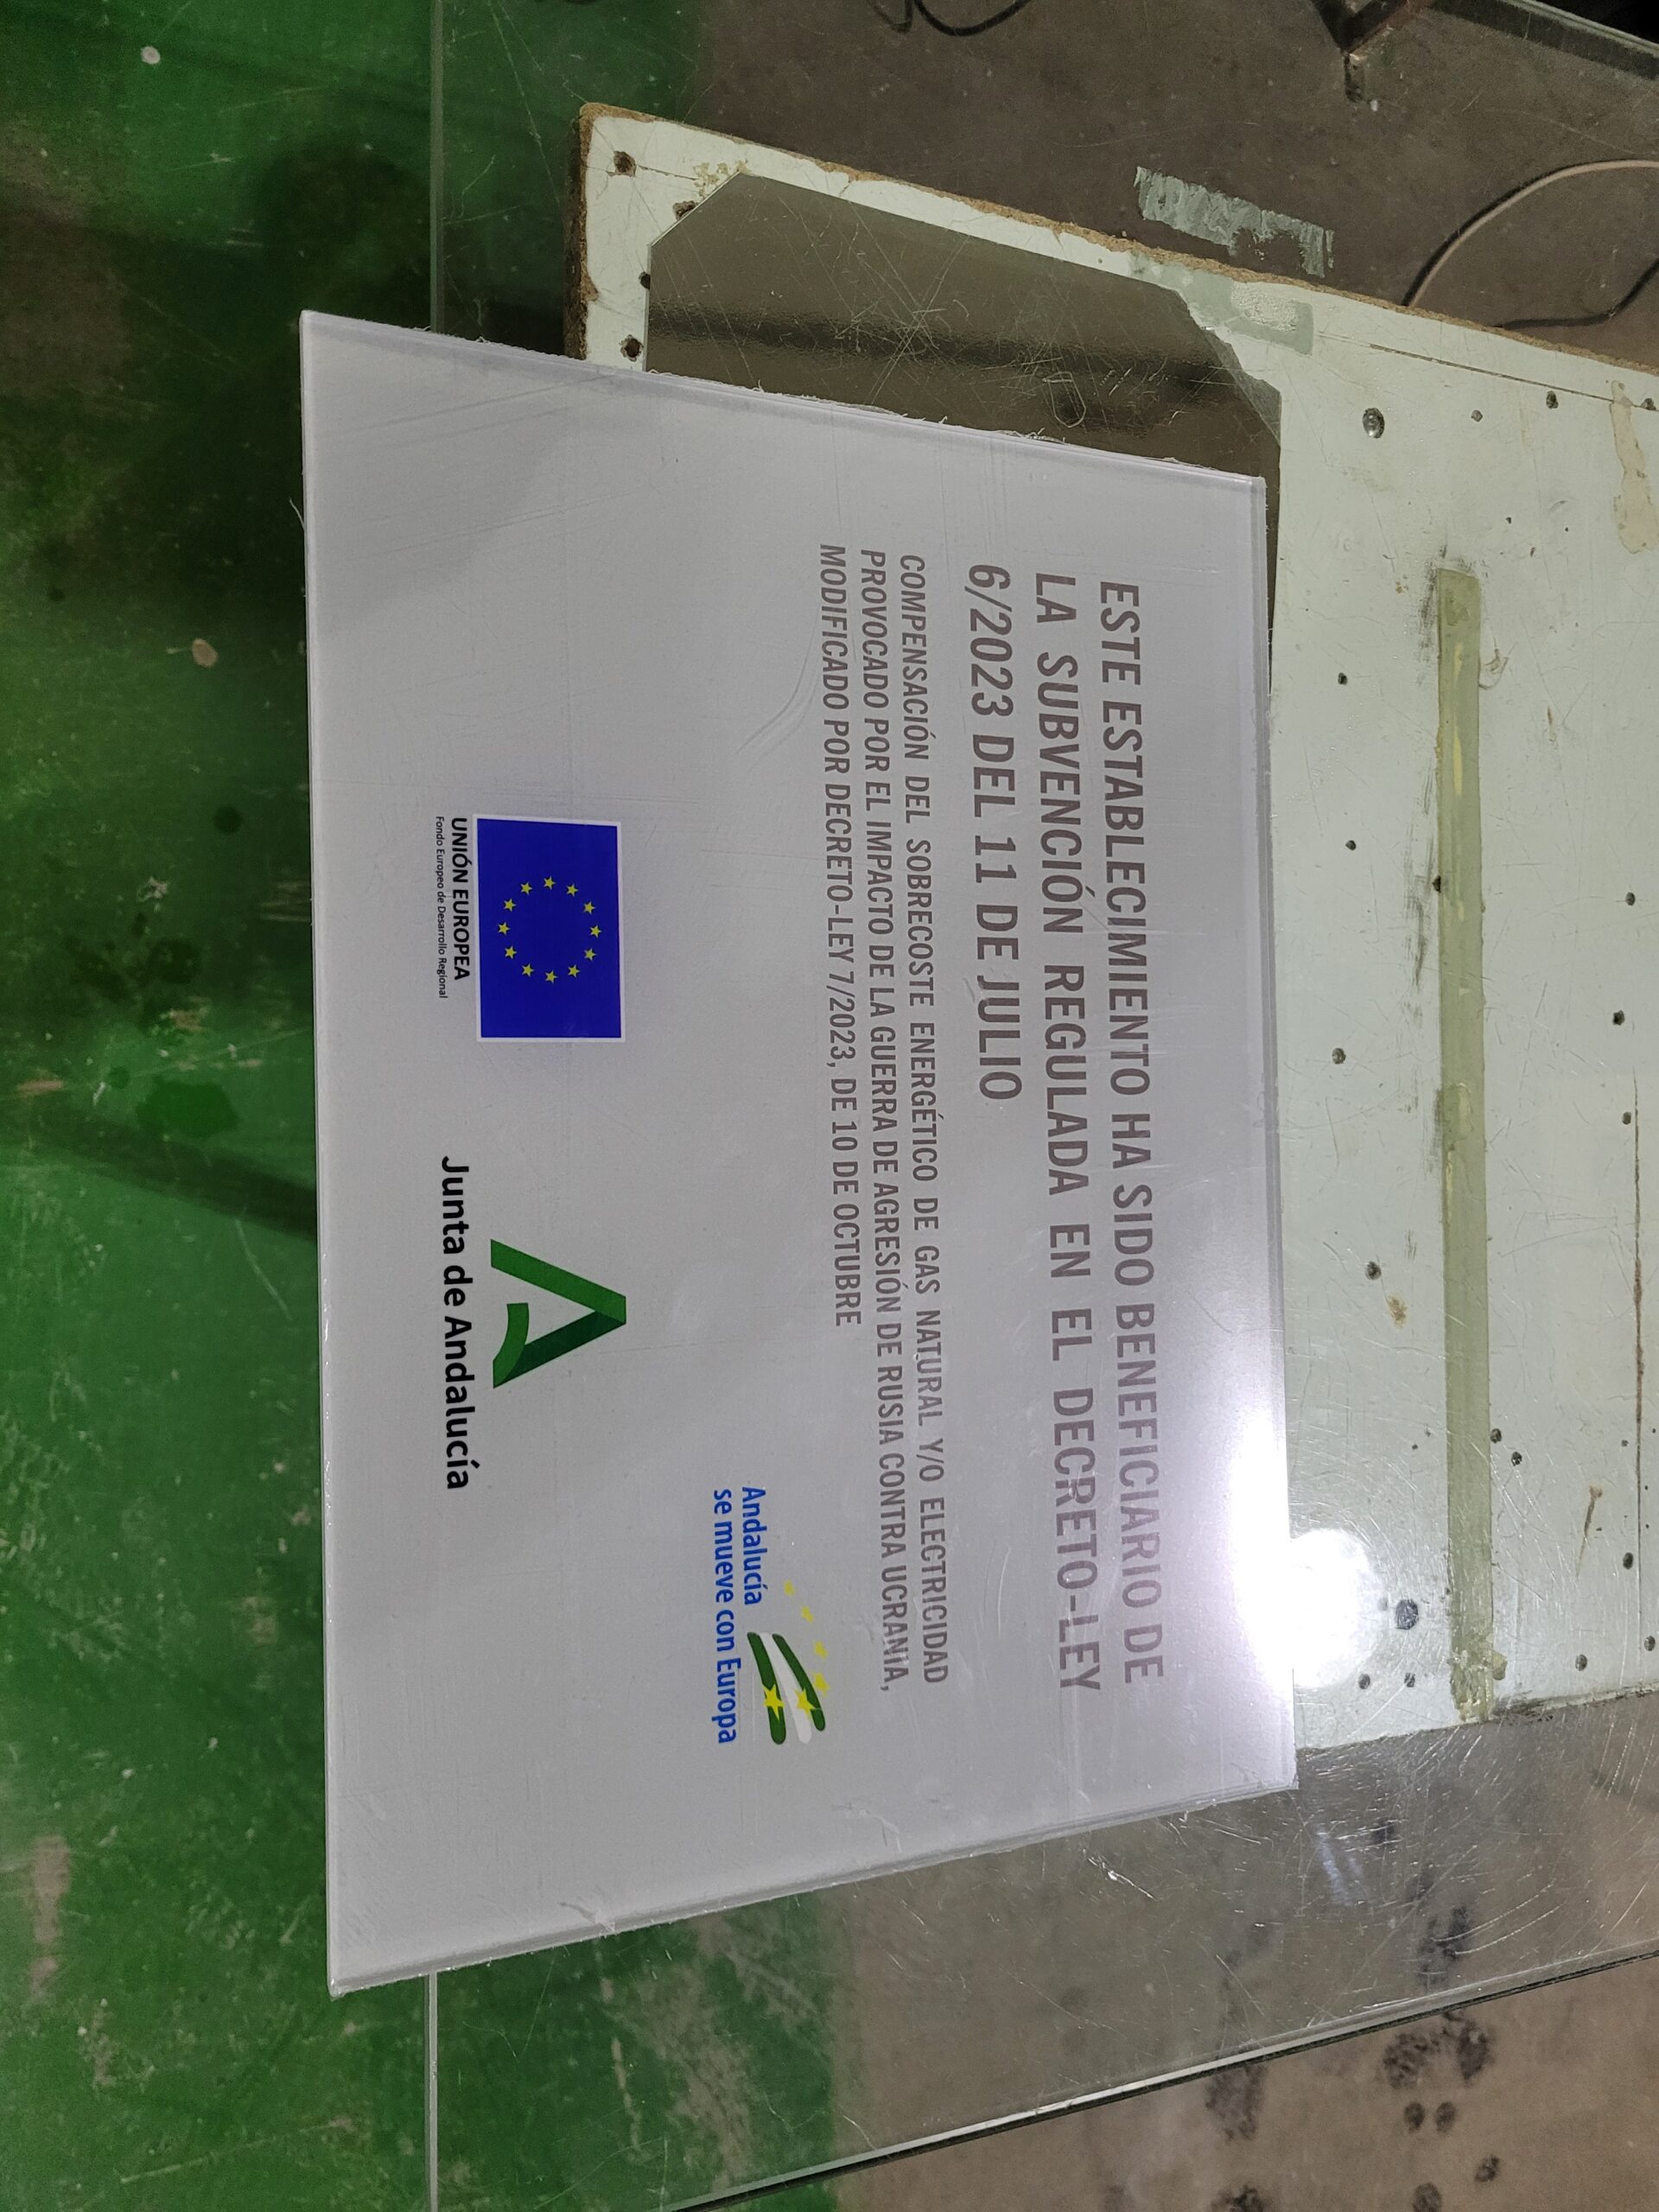 ESTE ESTABLECIMIENTO HA SIDO BENEFICIARIO DE
LA SUBVENCIÓN REGULADA EN EL DECRETO-LEY
6/2023 DEL 11 DE JULIO
COMPENSACIÓN DEL SOBRECOSTE ENERGÉTICO DE GAS NATURAL Y/O ELECTRICIDAD
PROVOCADO POR EL IMPACTO DE LA GUERRA DE AGRESIÓN DE RUSIA CONTRA UCRANIA,
MODIFICADO POR DECRETO-LEY 7/2023, DE 10 DE OCTUBRE
Andalucía
se mueve con Europa
UNIÓN EUROPEA
Fondo Europeo de Desarrollo Regional
Junta de Andalucía